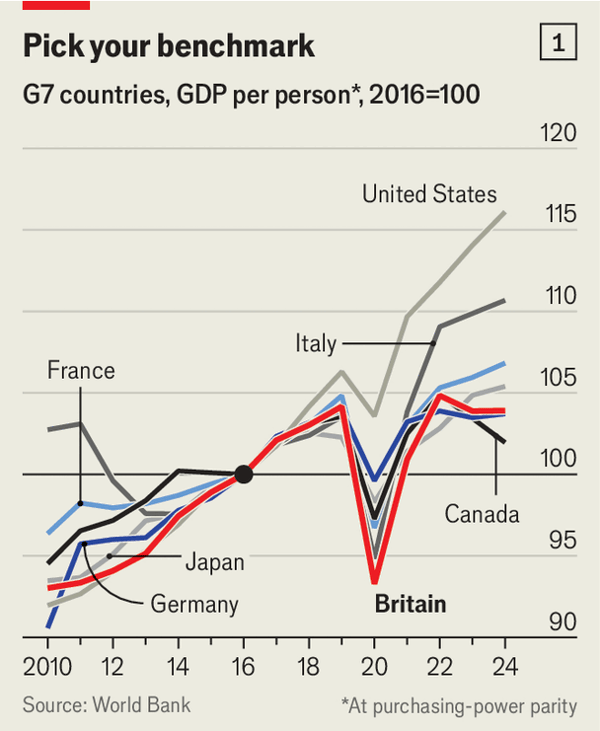 Pick your benchmark
1
G7 countries, GDP per person*, 2016=100
120
United States
115
110
Italy
France
105
100
Canada
95
Japan
Germany
Britain
90
2010 12 14 16 18 20 22 24
Source: World Bank
*At purchasing-power parity